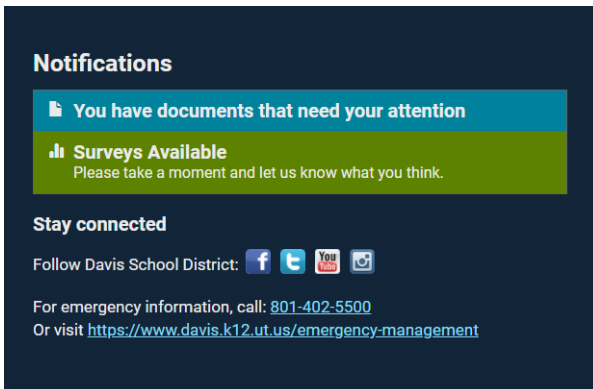 Notifications
You have documents that need your attention
Surveys Available
Please take a moment and let us know what you think.
Stay connected
Follow Davis School District: f t You Tube
For emergency information, call: 801-402-5500
Or visit https://www.davis.k12.ut.us/emergency-management